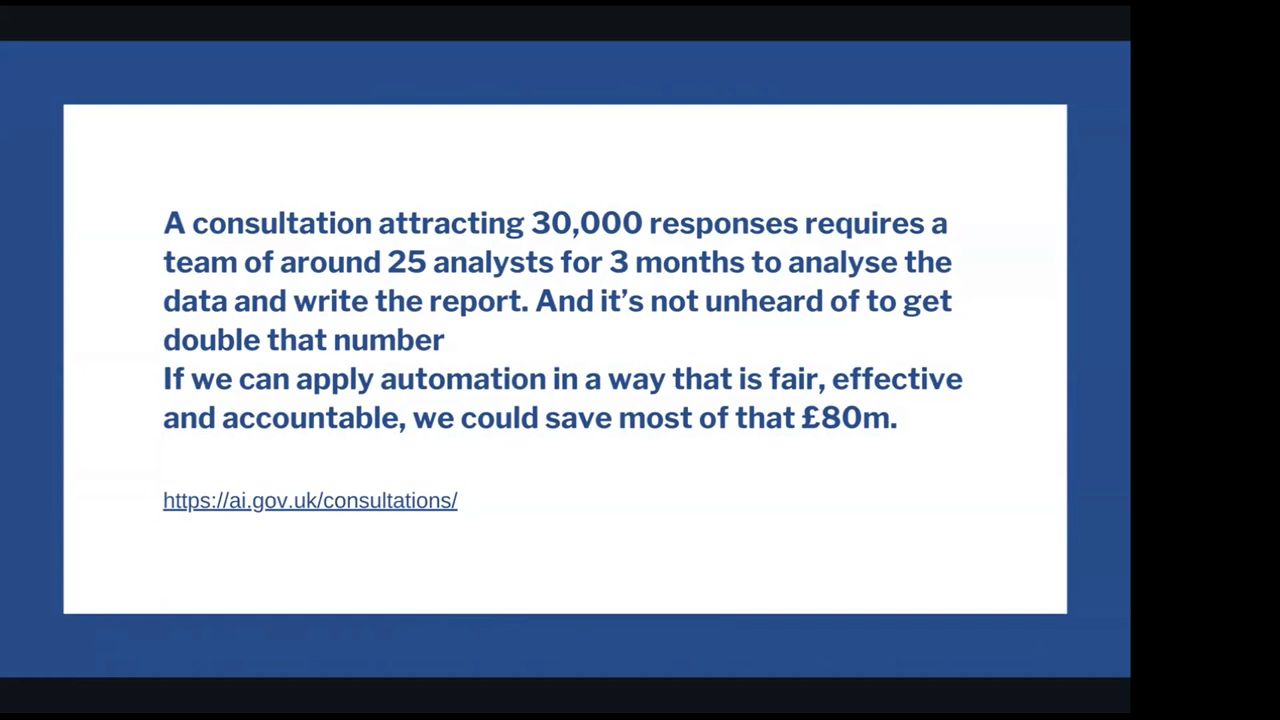 A consultation attracting 30,000 responses requires a
team of around 25 analysts for 3 months to analyse the
data and write the report. And it’s not unheard of to get
double that number
If we can apply automation in a way that is fair, effective
and accountable, we could save most of that £80m.
https://ai.gov.uk/consultations/